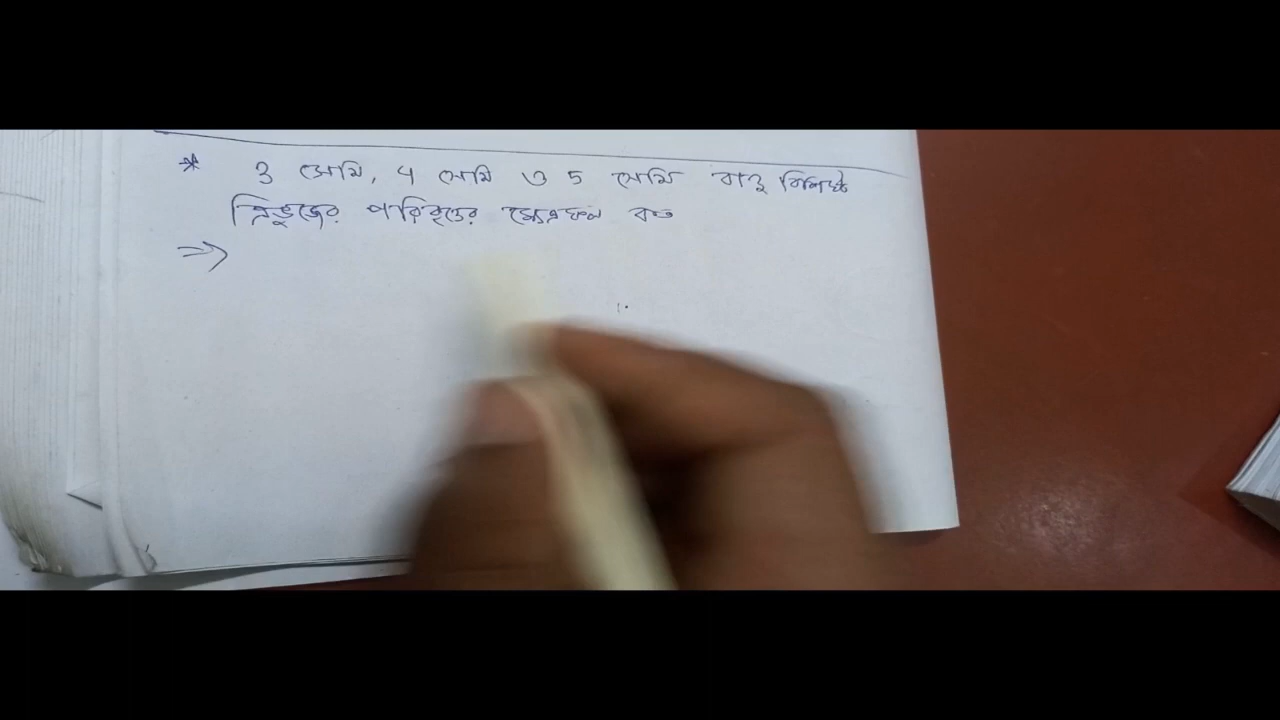 * 3 সেমি, 4 সেমি ও 5 সেমি বাহু বিশিষ্ট
ত্রিভুজের পরিবৃত্তের ক্ষেত্রফল কত
⇒